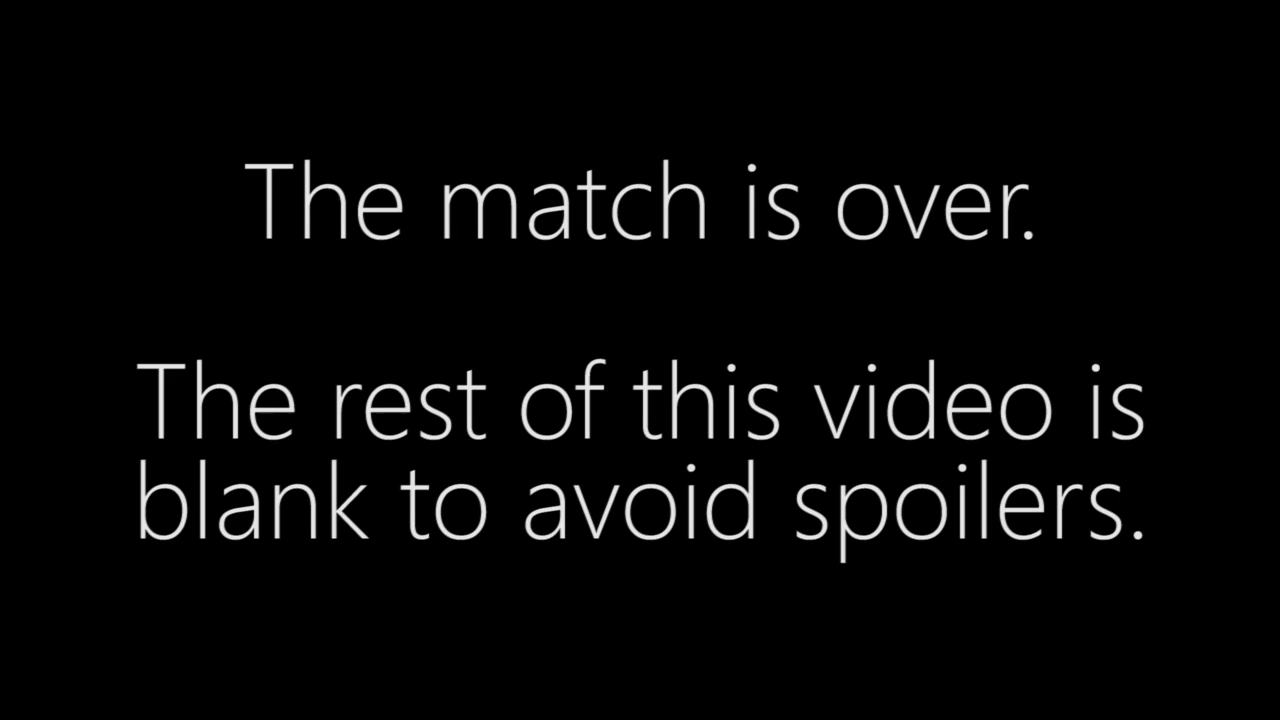 The match is over.
The rest of this video is
blank to avoid spoilers.